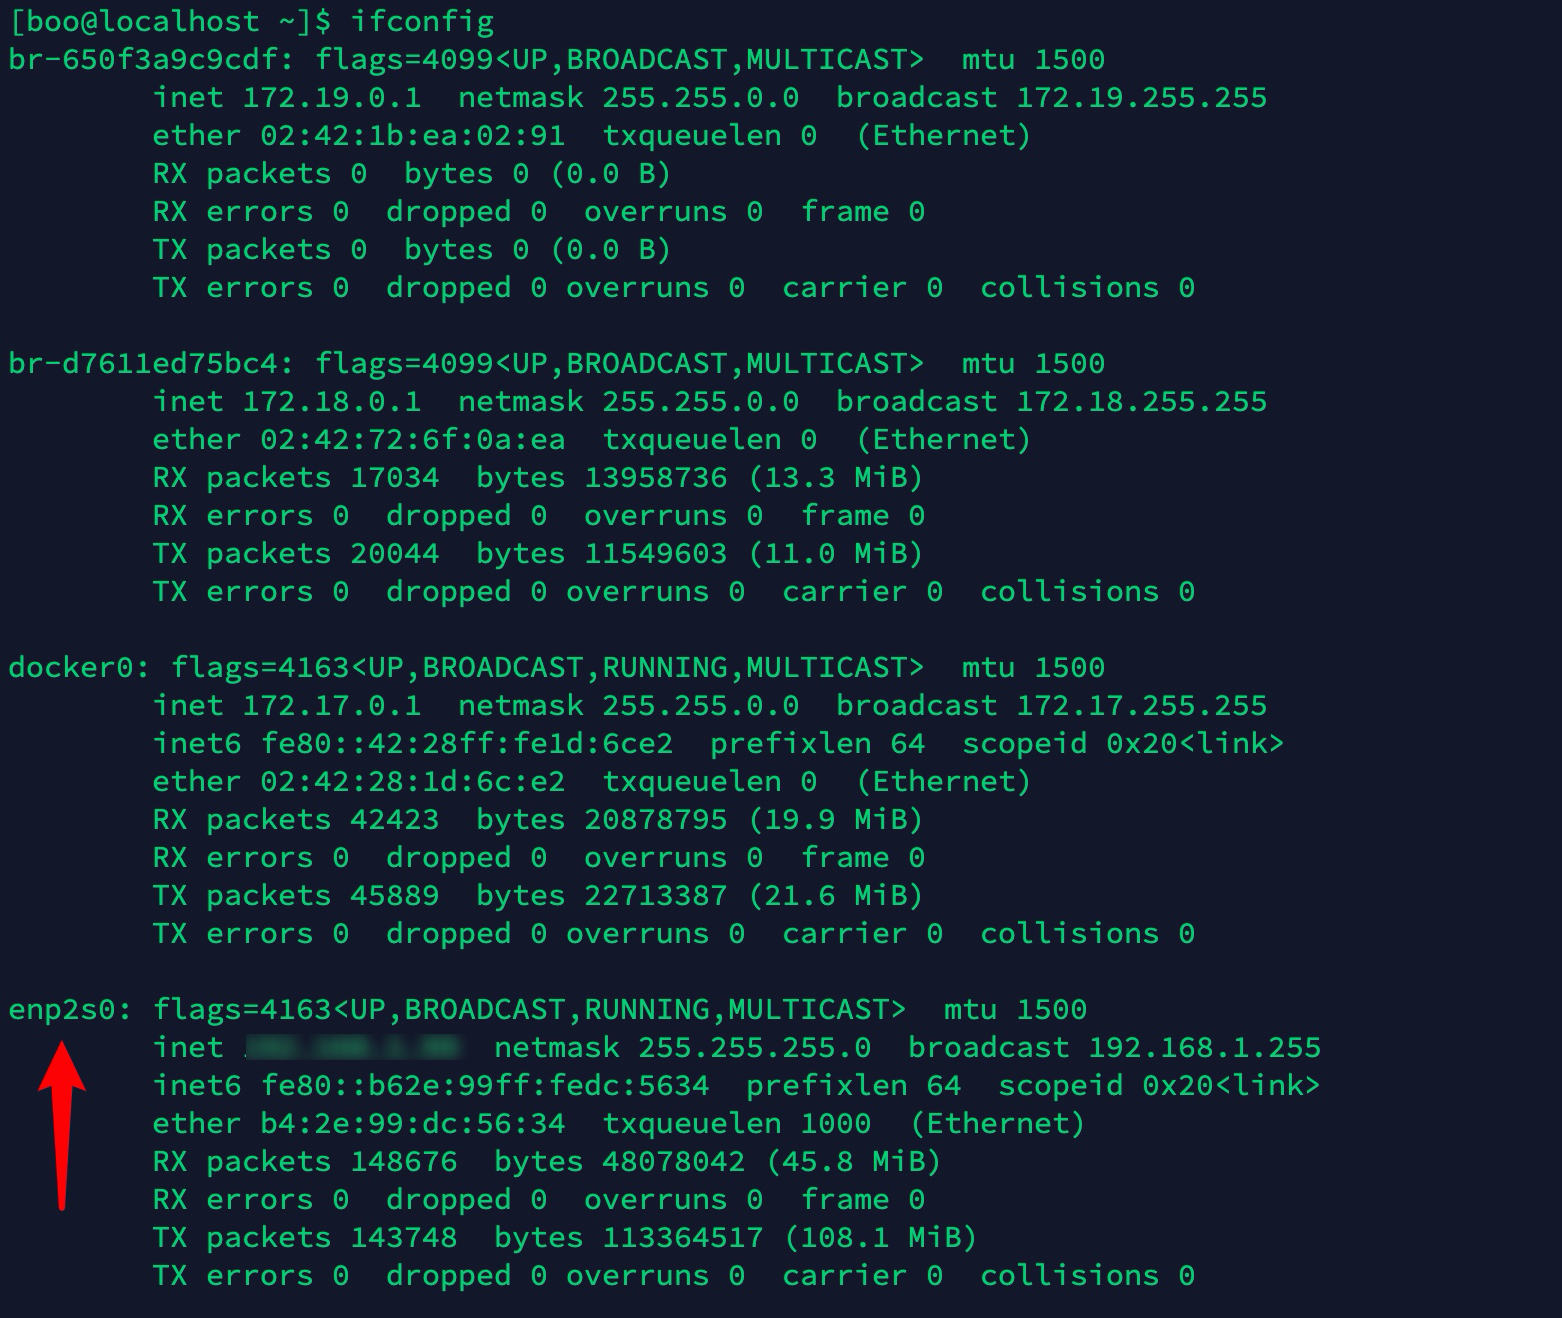 [boo@localhost ~]$ ifconfig
br-650f3a9c9cdf: flags=4099<UP,BROADCAST,MULTICAST>  mtu 1500
        inet 172.19.0.1  netmask 255.255.0.0  broadcast 172.19.255.255
        ether 02:42:1b:ea:02:91  txqueuelen 0  (Ethernet)
        RX packets 0  bytes 0 (0.0 B)
        RX errors 0  dropped 0  overruns 0  frame 0
        TX packets 0  bytes 0 (0.0 B)
        TX errors 0  dropped 0 overruns 0  carrier 0  collisions 0

br-d7611ed75bc4: flags=4099<UP,BROADCAST,MULTICAST>  mtu 1500
        inet 172.18.0.1  netmask 255.255.0.0  broadcast 172.18.255.255
        ether 02:42:72:6f:0a:ea  txqueuelen 0  (Ethernet)
        RX packets 17034  bytes 13958736 (13.3 MiB)
        RX errors 0  dropped 0  overruns 0  frame 0
        TX packets 20044  bytes 11549603 (11.0 MiB)
        TX errors 0  dropped 0 overruns 0  carrier 0  collisions 0

docker0: flags=4163<UP,BROADCAST,RUNNING,MULTICAST>  mtu 1500
        inet 172.17.0.1  netmask 255.255.0.0  broadcast 172.17.255.255
        inet6 fe80::42:28ff:fe1d:6ce2  prefixlen 64  scopeid 0x20<link>
        ether 02:42:28:1d:6c:e2  txqueuelen 0  (Ethernet)
        RX packets 42423  bytes 20878795 (19.9 MiB)
        RX errors 0  dropped 0  overruns 0  frame 0
        TX packets 45889  bytes 22713387 (21.6 MiB)
        TX errors 0  dropped 0 overruns 0  carrier 0  collisions 0

enp2s0: flags=4163<UP,BROADCAST,RUNNING,MULTICAST>  mtu 1500
        inet  netmask 255.255.255.0  broadcast 192.168.1.255
        inet6 fe80::b62e:99ff:fedc:5634  prefixlen 64  scopeid 0x20<link>
        ether b4:2e:99:dc:56:34  txqueuelen 1000  (Ethernet)
        RX packets 148676  bytes 48078042 (45.8 MiB)
        RX errors 0  dropped 0  overruns 0  frame 0
        TX packets 143748  bytes 113364517 (108.1 MiB)
        TX errors 0  dropped 0 overruns 0  carrier 0  collisions 0